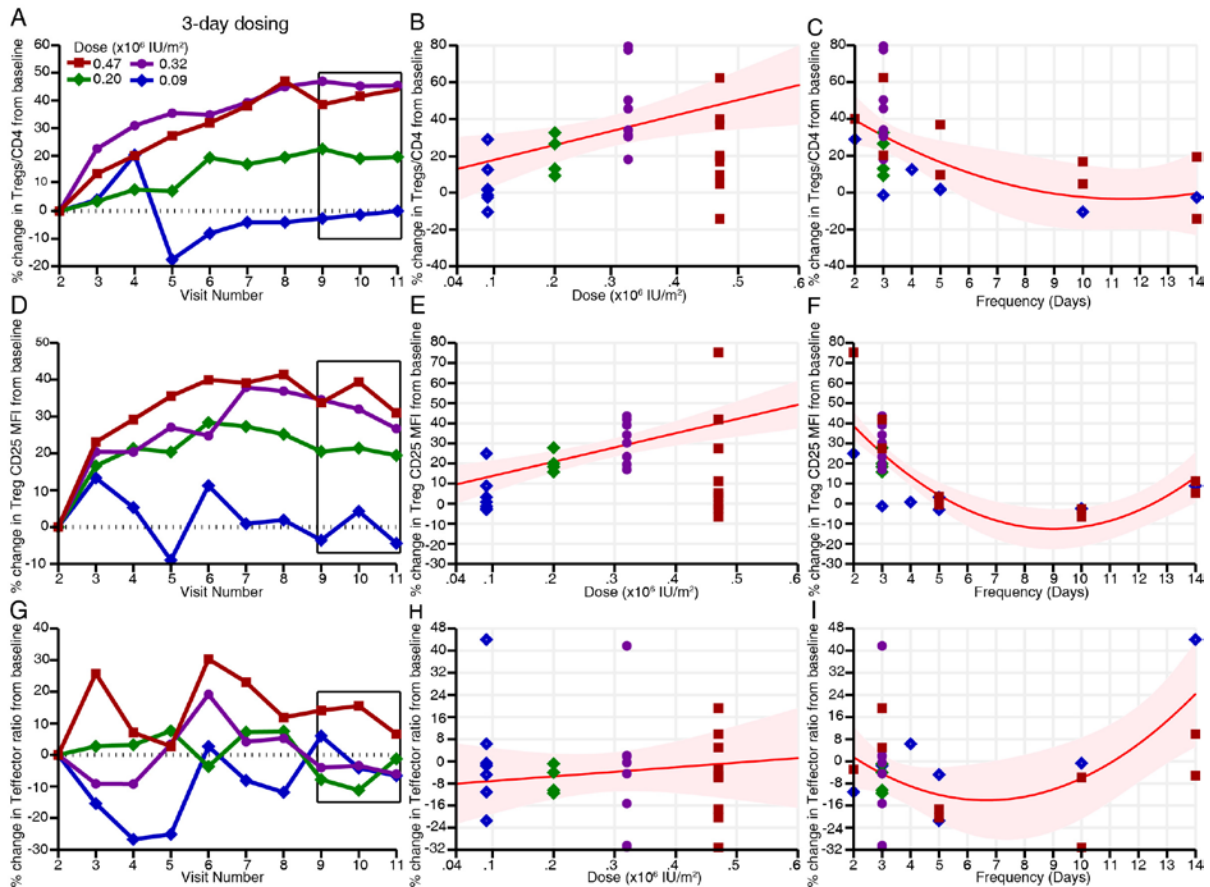 A
3-day dosing
Dose (x10⁶ IU/m²)
0.47 0.32
0.20 0.09
% change in Tregs/CD4 from baseline
60
50
40
30
20
10
0
-10
-20
2 3 4 5 6 7 8 9 10 11
Visit Number
B
% change in Tregs/CD4 from baseline
80
60
40
20
0
-20
-40
.04 .1 .2 .3 .4 .5 .6
Dose (x10⁶ IU/m²)
C
% change in Tregs/CD4 from baseline
80
60
40
20
0
-20
-40
2 3 4 5 6 7 8 9 10 11 12 13 14
Frequency (Days)
D
% change in Treg CD25 MFI from baseline
50
40
30
20
10
0
-10
2 3 4 5 6 7 8 9 10 11
Visit Number
E
% change in Treg CD25 MFI from baseline
80
70
60
50
40
30
20
10
0
-10
-20
-30
.04 .1 .2 .3 .4 .5 .6
Dose (x10⁶ IU/m²)
F
% change in Treg CD25 MFI from baseline
80
70
60
50
40
30
20
10
0
-10
-20
-30
2 3 4 5 6 7 8 9 10 11 12 13 14
Frequency (Days)
G
% change in Teffector ratio from baseline
40
30
20
10
0
-10
-20
-30
2 3 4 5 6 7 8 9 10 11
Visit Number
H
% change in Teffector ratio from baseline
48
40
32
24
16
8
0
-8
-16
-24
-32
.04 .1 .2 .3 .4 .5 .6
Dose (x10⁶ IU/m²)
I
% change in Teffector ratio from baseline
48
40
32
24
16
8
0
-8
-16
-24
-32
2 3 4 5 6 7 8 9 10 11 12 13 14
Frequency (Days)